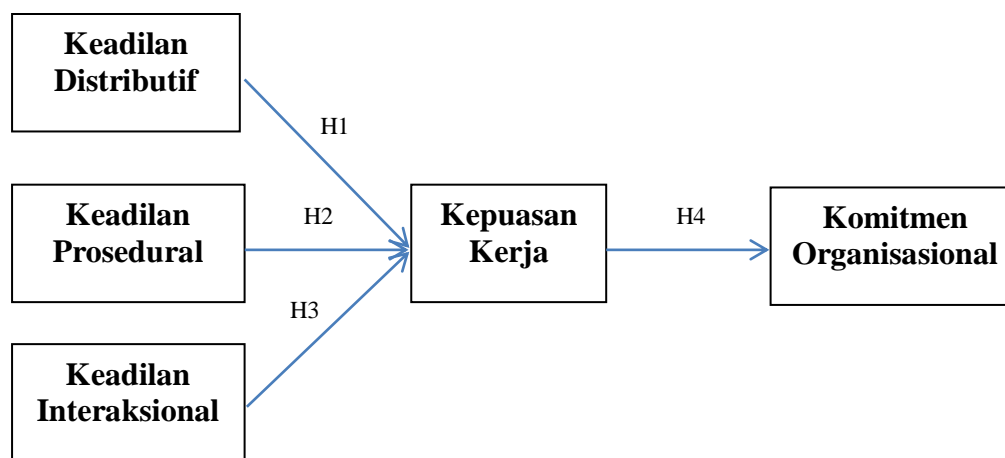 Keadilan
Distributif
H1
Keadilan
Prosedural
H2
Kepuasan
Kerja
H4
Komitmen
Organisasional
H3
Keadilan
Interaksional